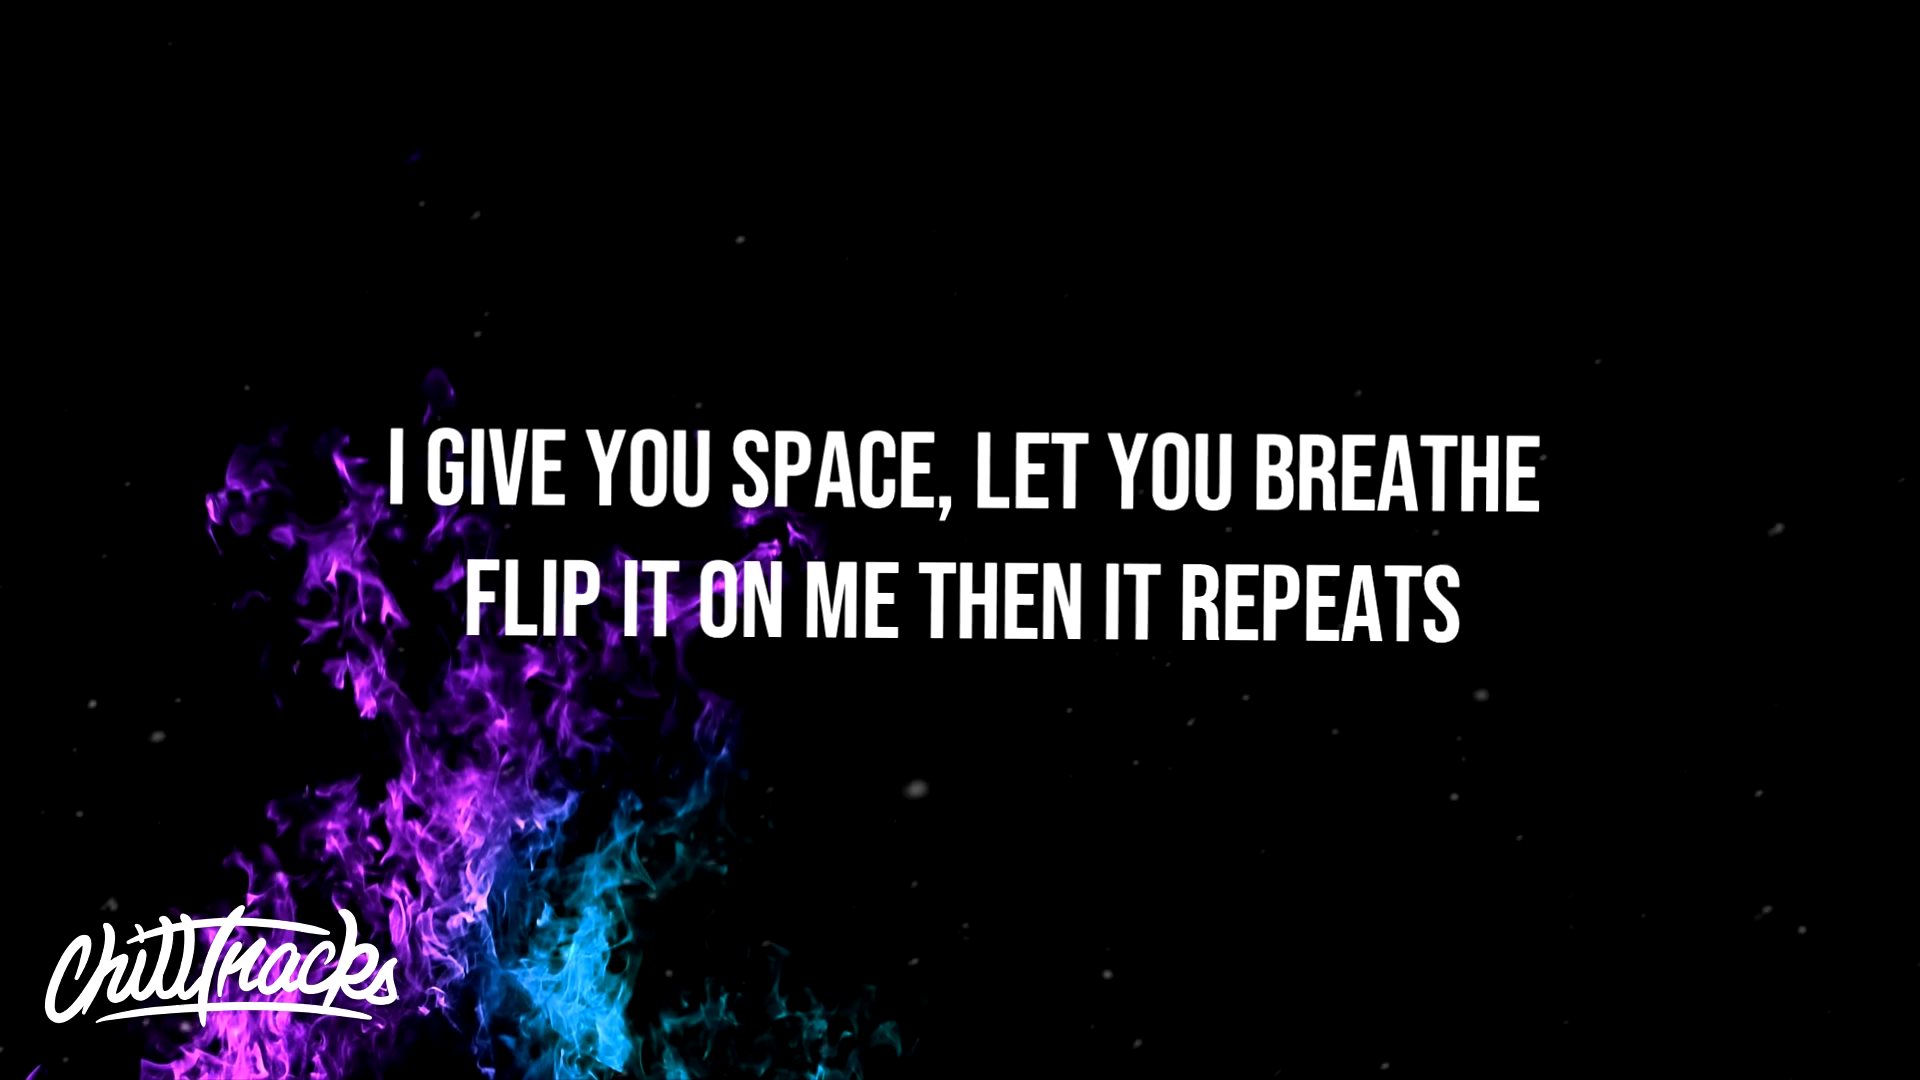 I GIVE YOU SPACE, LET YOU BREATHE
FLIP IT ON ME THEN IT REPEATS
ChillTracks